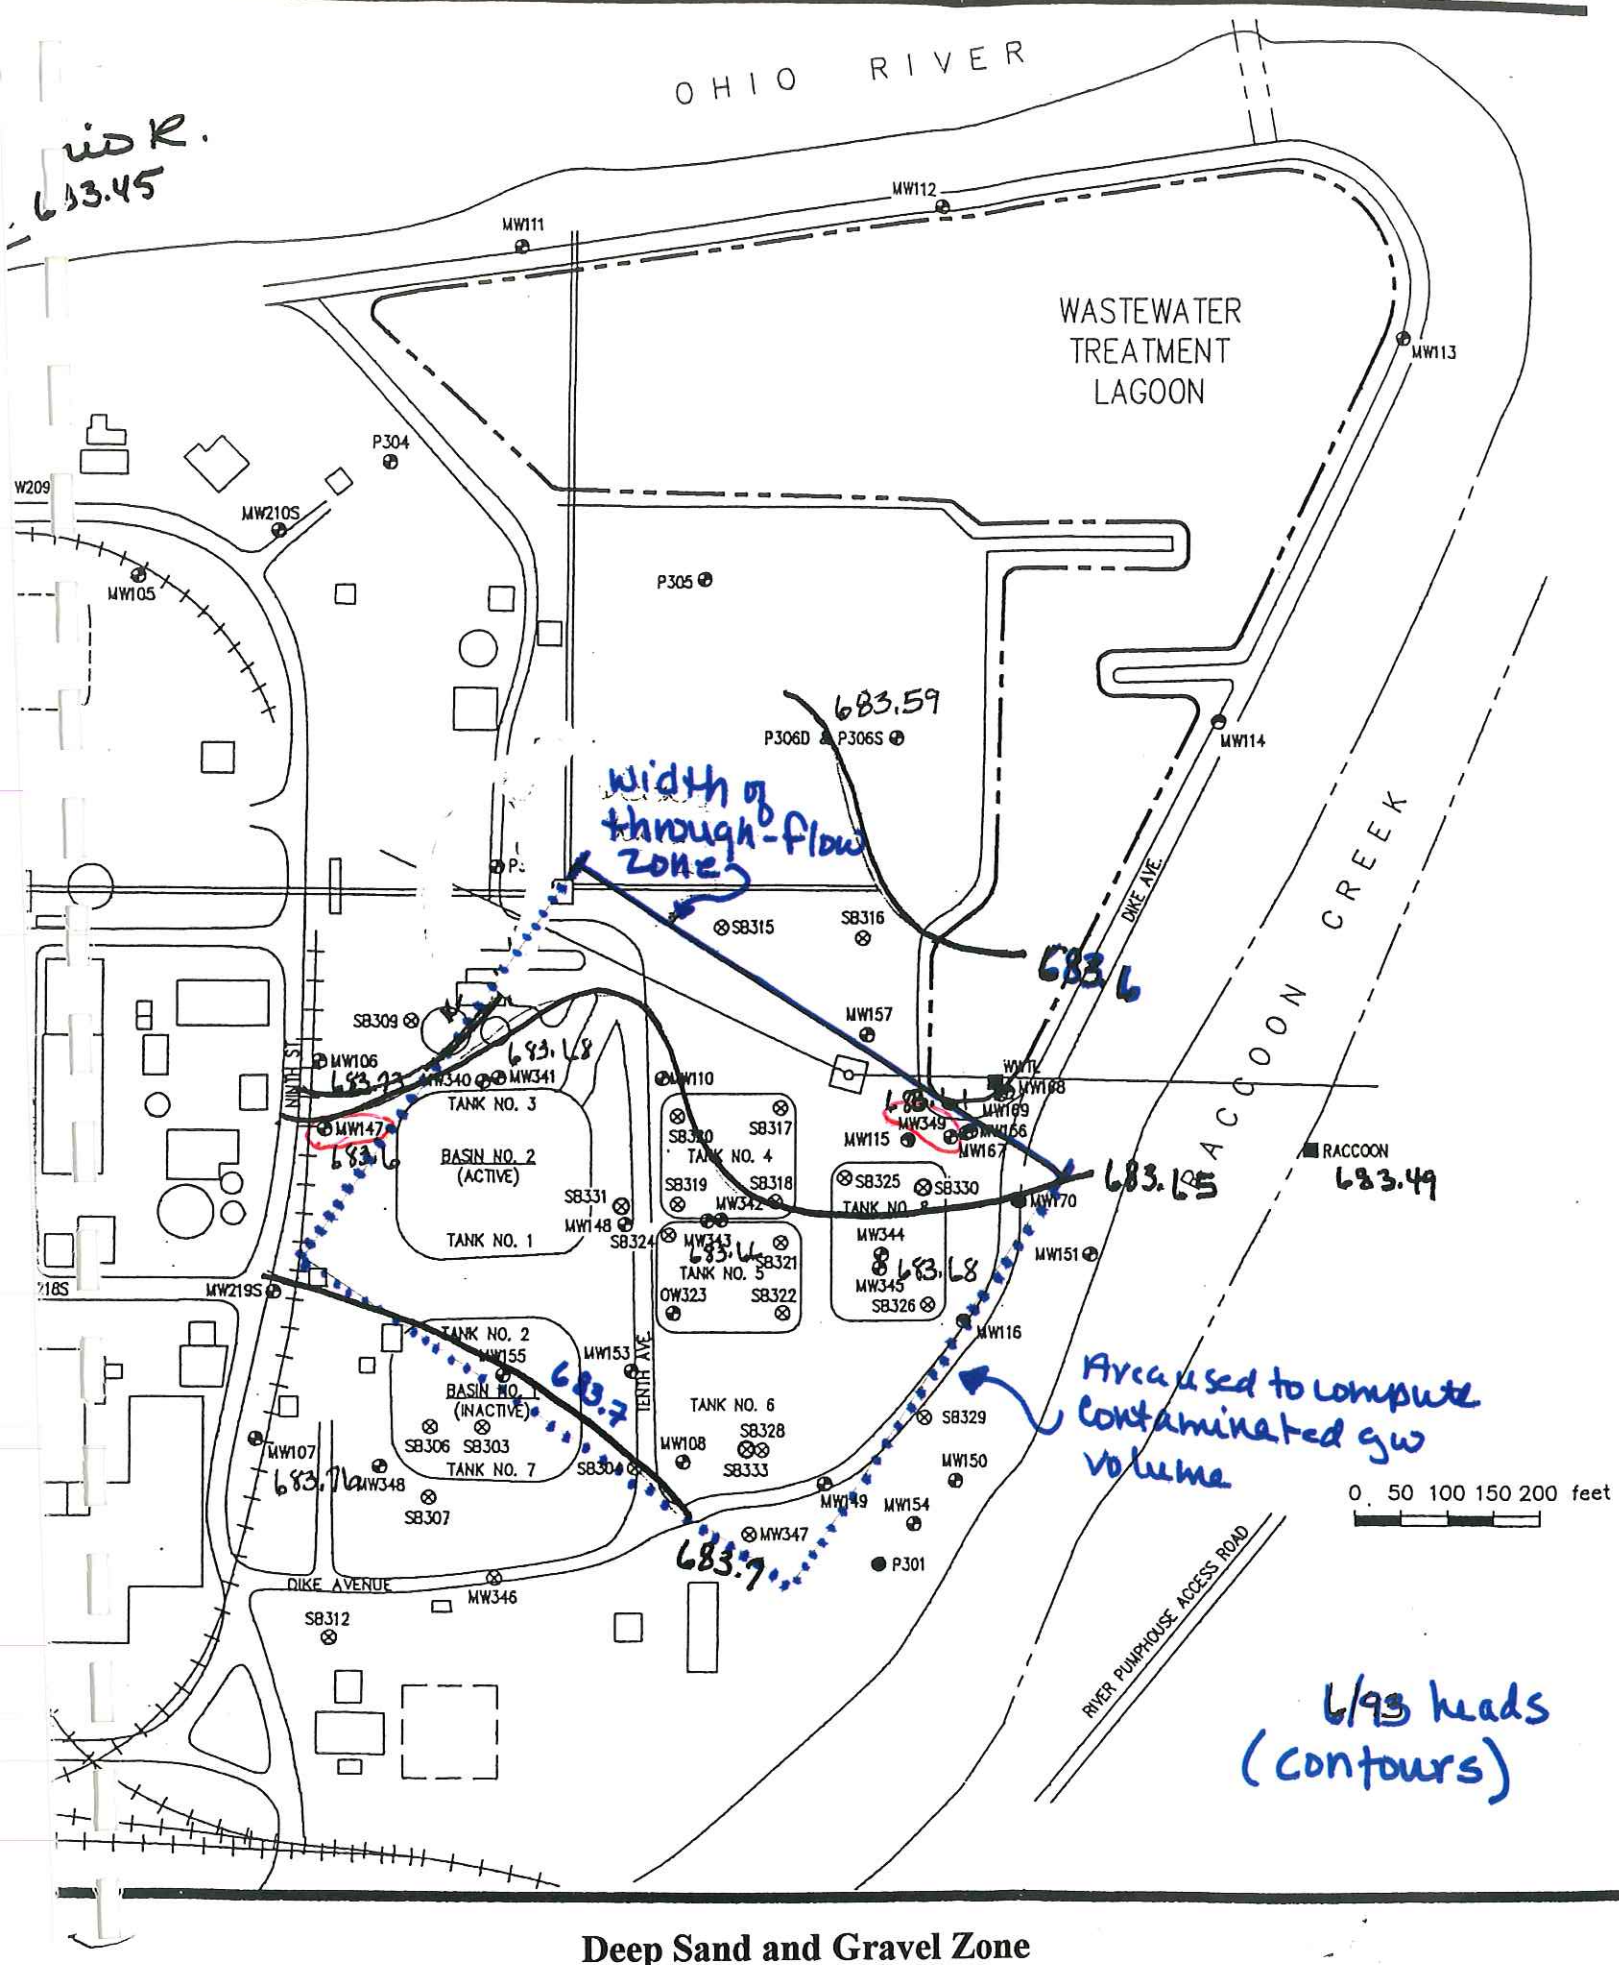 OHIO RIVER
R.
683.45
MW112
MW111
WASTEWATER
TREATMENT
LAGOON
MW113
P304
W209
MW210S
MW105
P305
683.59
P306D
P306S
MW114
Width of
through-flow
zone
DIKE AVE.
RACCOON CREEK
SB315
SB316
683.6
MW157
SB309
NINTH ST
MW106
683.73
MW340
MW341
683.68
MW110
WWTL
MW168
MW169
MW166
MW167
MW349
MW115
TANK NO. 3
MW147
683.6
BASIN NO. 2
(ACTIVE)
SB320
SB317
TANK NO. 4
SB319
SB318
MW342
SB325
SB330
TANK NO. 8
MW170
683.65
RACCOON
683.49
SB331
MW148
SB324
TANK NO. 1
MW343
683.66
SB321
TANK NO. 5
OW323
SB322
MW344
MW345
683.68
SB326
MW151
MW116
218S
MW219S
TANK NO. 2
MW155
BASIN NO. 1
(INACTIVE)
683.7
MW153
TENTH AVE
TANK NO. 6
SB328
SB333
SB329
Area used to compute
contaminated gw
volume
MW107
683.76
MW348
SB306
SB303
TANK NO. 7
SB304
MW108
SB307
MW149
MW150
MW154
0 50 100 150 200 feet
MW347
683.7
P301
DIKE AVENUE
MW346
SB312
RIVER PUMPHOUSE ACCESS ROAD
6/93 heads
(contours)
Deep Sand and Gravel Zone